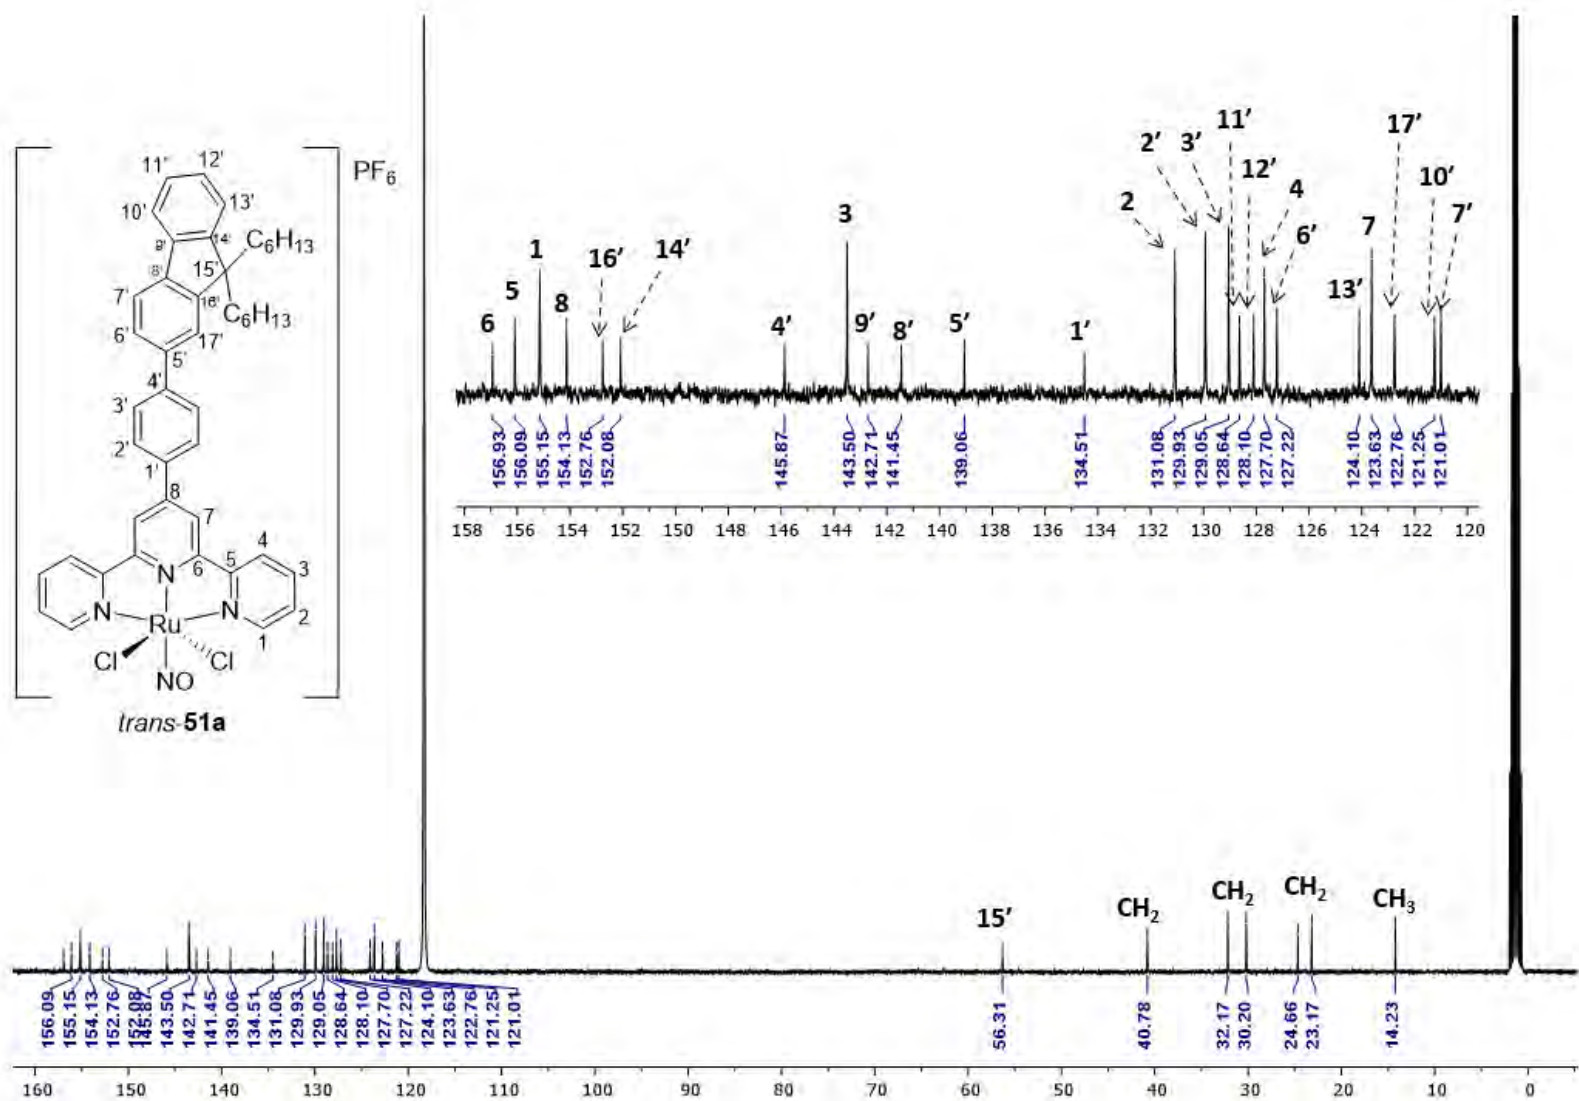 PF6
11' 12'
10' 13'
9' 14' C6H13
8' 15'
7' 16' C6H13
6' 17'
5'
4'
3'
2'
1'
8
7
4
N 6 5 3
N Ru N 2
1
Cl Cl
NO
trans-51a
6 5 1 8 16' 14' 4' 3 9' 8' 5' 1' 2 2' 3' 11' 12' 4 6' 13' 7 17' 10' 7'
156.93 156.09 155.15 154.13 152.76 152.08 145.87 143.50 142.71 141.45 139.06 134.51 131.08 129.93 129.05 128.64 128.10 127.70 127.22 124.10 123.63 122.76 121.25 121.01
158 156 154 152 150 148 146 144 142 140 138 136 134 132 130 128 126 124 122 120
15' CH2 CH2 CH2 CH3
156.09 155.15 154.13 152.76 152.08 145.87 143.50 142.71 141.45 139.06 134.51 131.08 129.93 129.05 128.64 128.10 127.70 127.22 124.10 123.63 122.76 121.25 121.01 56.31 40.78 32.17 30.20 24.66 23.17 14.23
160 150 140 130 120 110 100 90 80 70 60 50 40 30 20 10 0